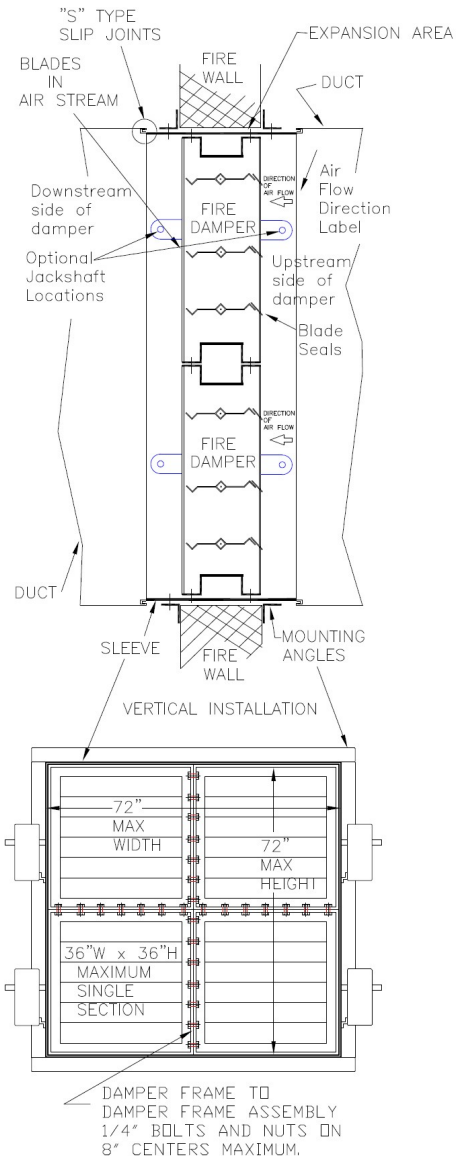 "S" TYPE
SLIP JOINTS
FIRE
WALL
EXPANSION AREA
BLADES
IN
AIR STREAM
DUCT
DIRECTION
OF
AIR FLOW
Air
Flow
Direction
Label
Downstream
side of
damper
FIRE
DAMPER
Optional
Jackshaft
Locations
Upstream
side of
damper
Blade
Seals
DIRECTION
OF
AIR FLOW
FIRE
DAMPER
DUCT
SLEEVE
FIRE
WALL
MOUNTING
ANGLES
VERTICAL INSTALLATION
72"
MAX
WIDTH
72"
MAX
HEIGHT
36"W x 36"H
MAXIMUM
SINGLE
SECTION
DAMPER FRAME TO
DAMPER FRAME ASSEMBLY
1/4" BOLTS AND NUTS ON
8" CENTERS MAXIMUM.